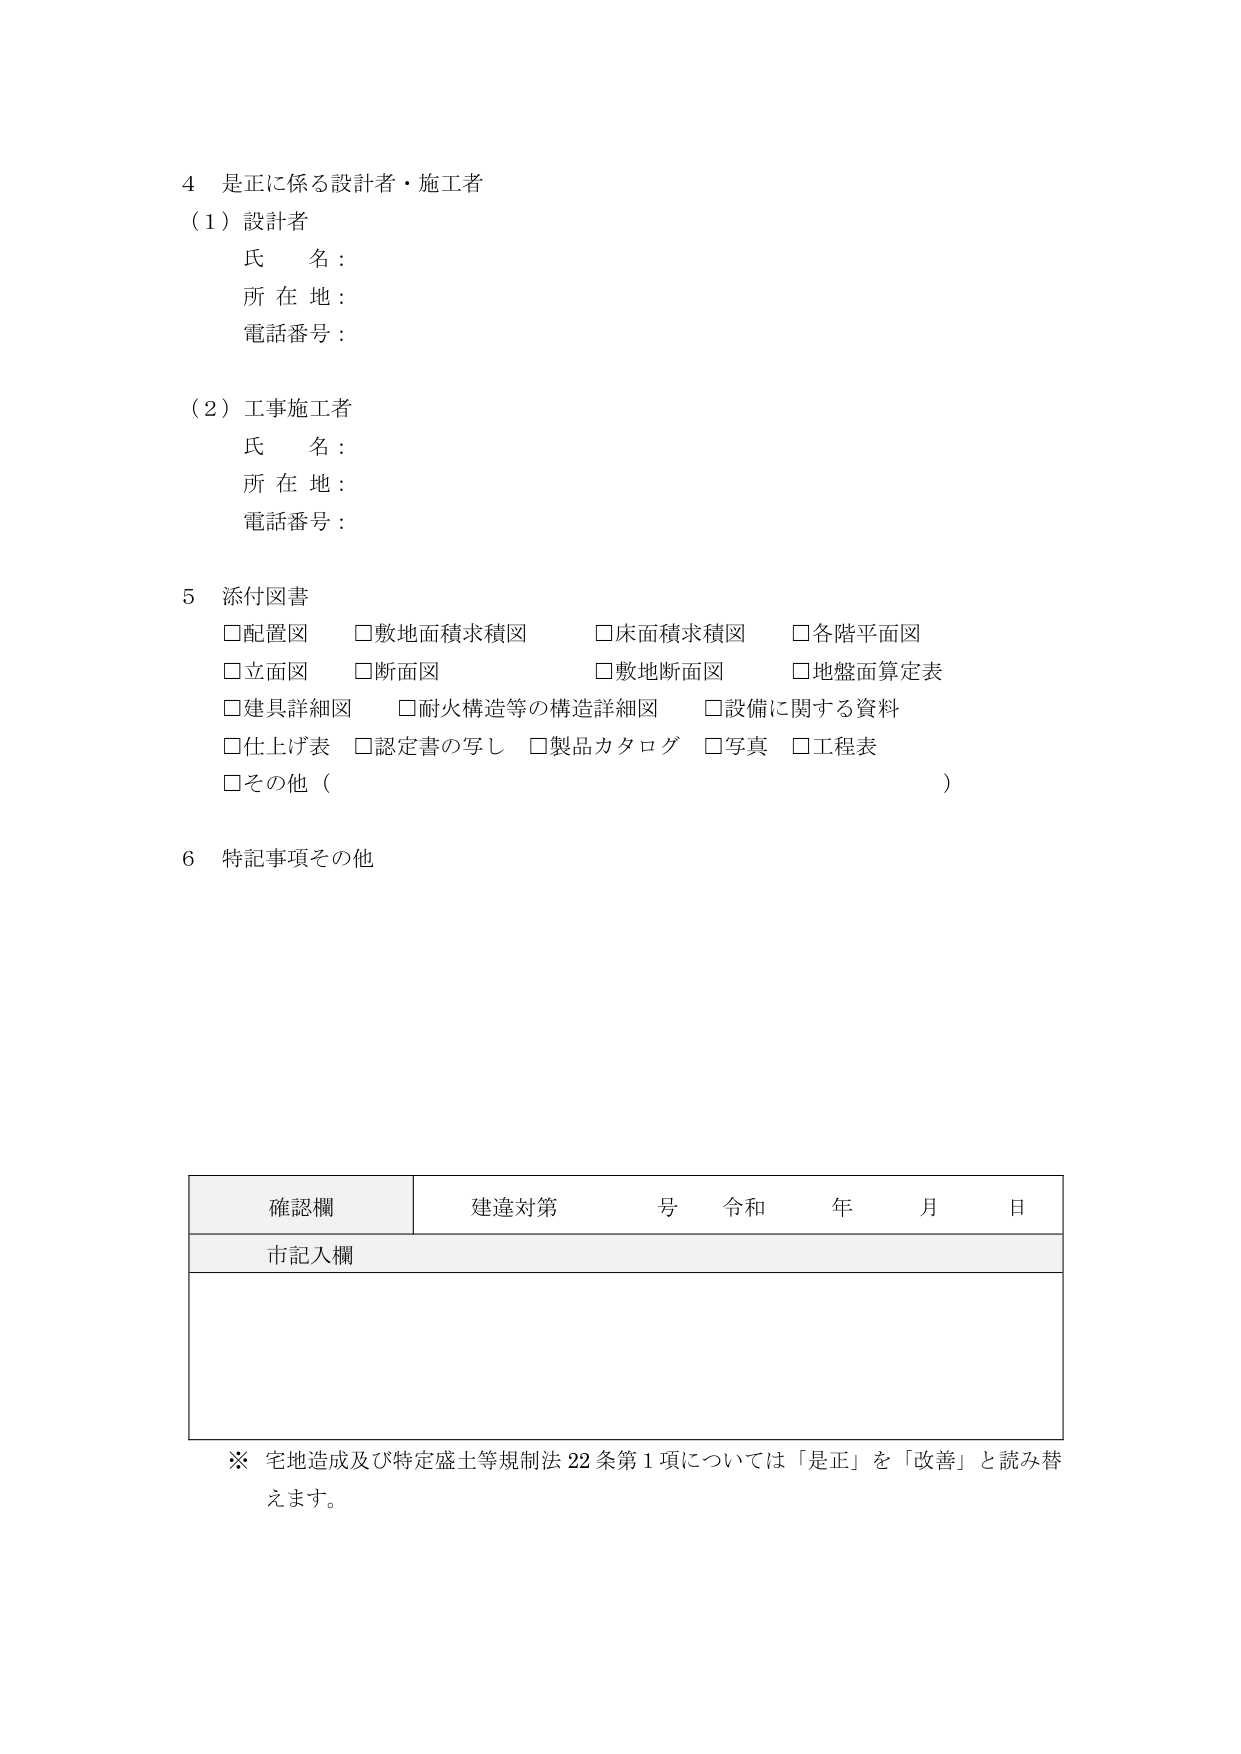 ４　是正に係る設計者・施工者
（１）設計者
氏　　名：
所 在 地：
電話番号：
（２）工事施工者
氏　　名：
所 在 地：
電話番号：
５　添付図書
□配置図　　□敷地面積求積図　　　□床面積求積図　　□各階平面図
□立面図　　□断面図　　　　　　　□敷地断面図　　　□地盤面算定表
□建具詳細図　　□耐火構造等の構造詳細図　　□設備に関する資料
□仕上げ表　□認定書の写し　□製品カタログ　□写真　□工程表
□その他（　　　　　　　　　　　　　　　　　　　　　　　　　　　　）
６　特記事項その他
確認欄　建違対第　　　　号　　令和　　　年　　　月　　　日
市記入欄
※ 宅地造成及び特定盛土等規制法 22 条第 1 項については「是正」を「改善」と読み替
えます。